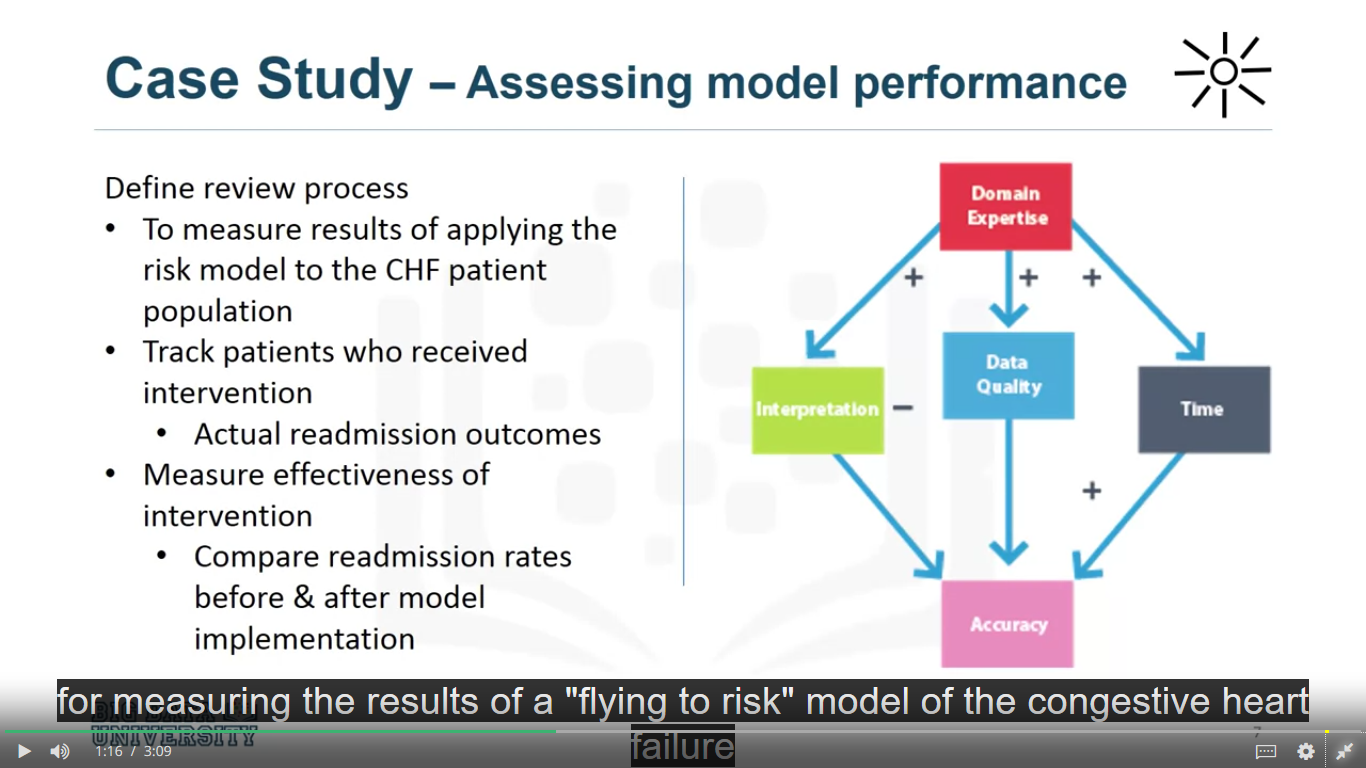 Case Study – Assessing model performance
Define review process
• To measure results of applying the
risk model to the CHF patient
population
• Track patients who received
intervention
• Actual readmission outcomes
• Measure effectiveness of
intervention
• Compare readmission rates
before & after model
implementation
Domain
Expertise
+ + +
Data
Quality
Interpretation –
Time
+
Accuracy
for measuring the results of a "flying to risk" model of the congestive heart
failure
UNIVERSITY
7
1:16 / 3:09